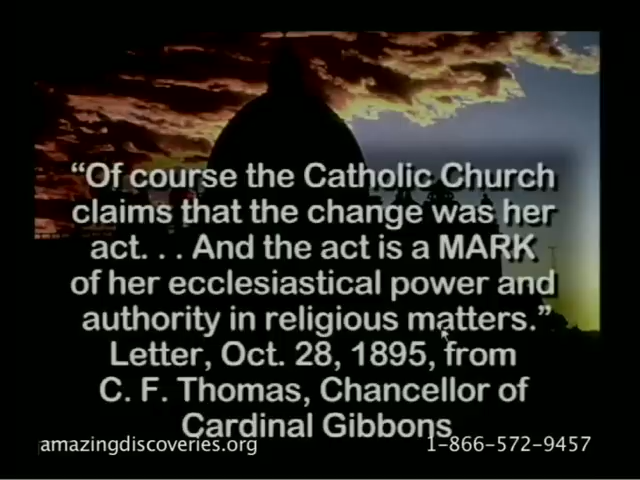 “Of course the Catholic Church
claims that the change was her
act. . . And the act is a MARK
of her ecclesiastical power and
authority in religious matters.”
Letter, Oct. 28, 1895, from
C. F. Thomas, Chancellor of
Cardinal Gibbons
amazingdiscoveries.org 1-866-572-9457